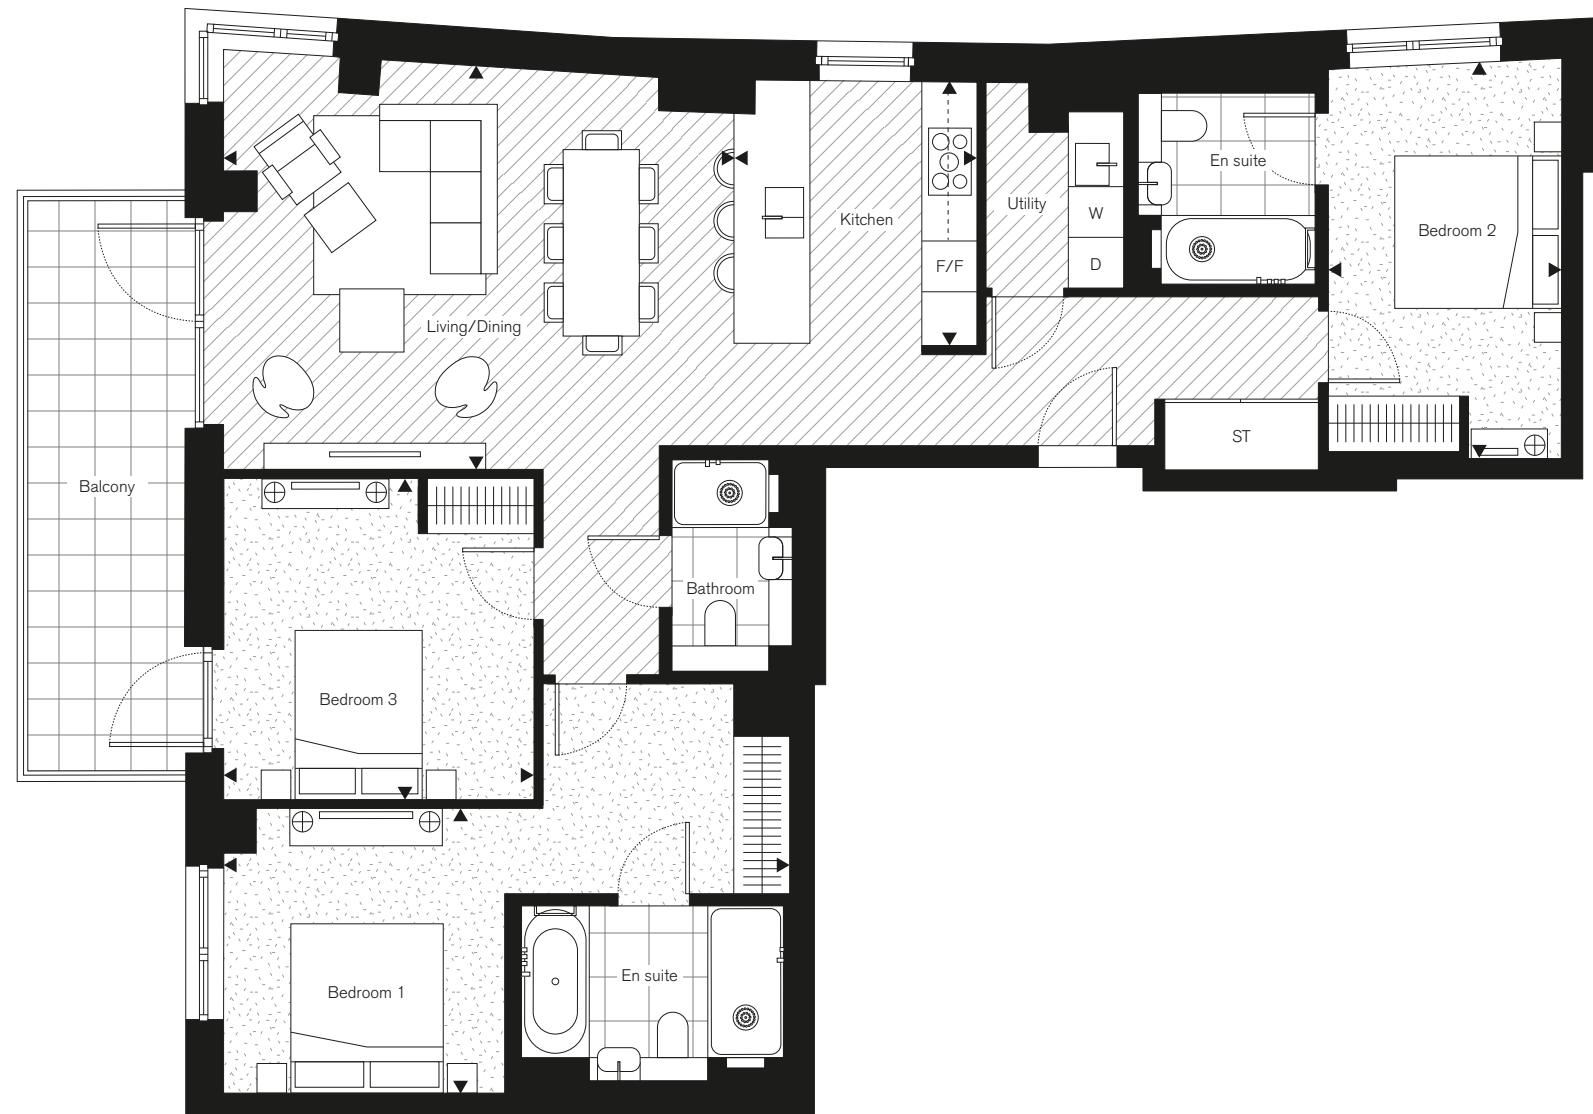 En suite
Utility
W
Kitchen
Bedroom 2
F/F
D
Living/Dining
ST
Balcony
Bathroom
Bedroom 3
En suite
Bedroom 1